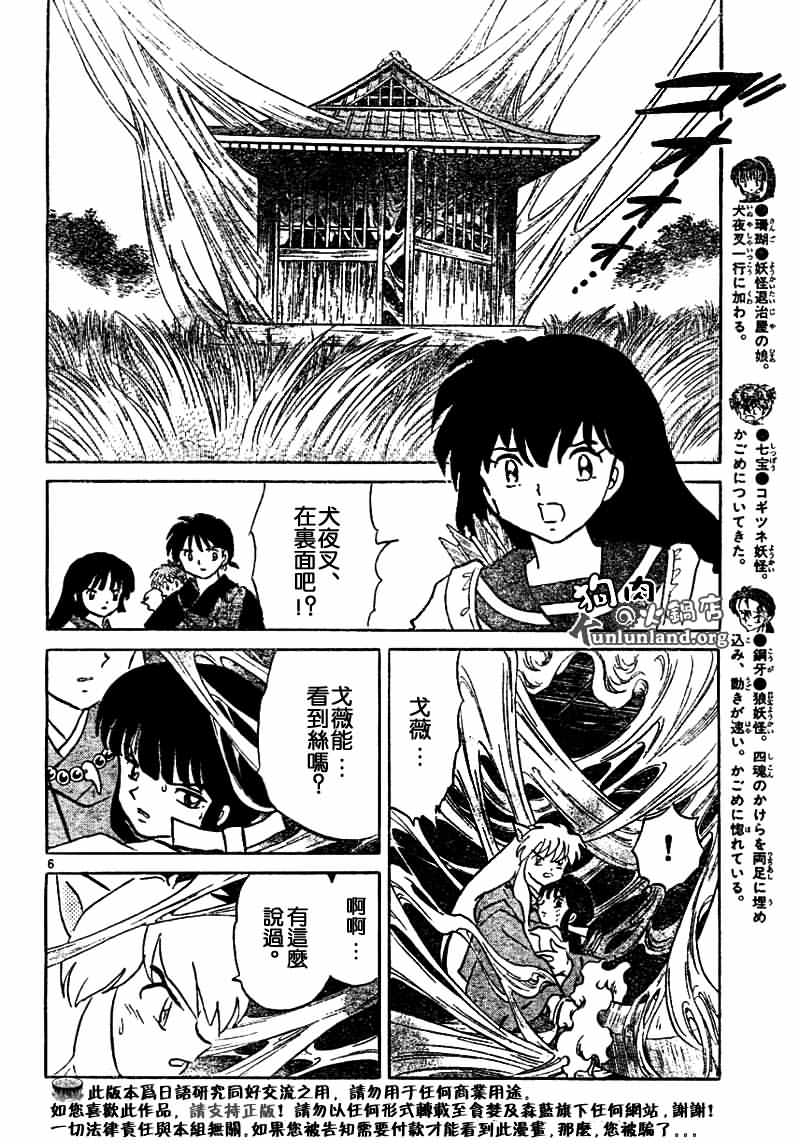 ゴゴゴ…
●珊瑚●妖怪退治屋の娘。
犬夜叉一行に加わる。
●七宝●コギツネ妖怪。
かごめについてきた。
●鋼牙●狼妖怪。四魂のかけらを両足に埋め
込み、動きが速い。かごめに惚れている。
犬夜叉、
在裏面吧!?
狗肉の火鍋店
Kunlunland.org
戈薇…
!
戈薇能…
看到絲嗎?
啊啊…
有這麼
說過。
6
此版本爲日語研究同好交流之用，請勿用于任何商業用途。
如您喜歡此作品，請支持正版！請勿以任何形式轉載至貪婪及森藍旗下任何網站，謝謝！
一切法律責任與本組無關，如果您被告知需要付款才能看到此漫畫，那麼，您被騙了...